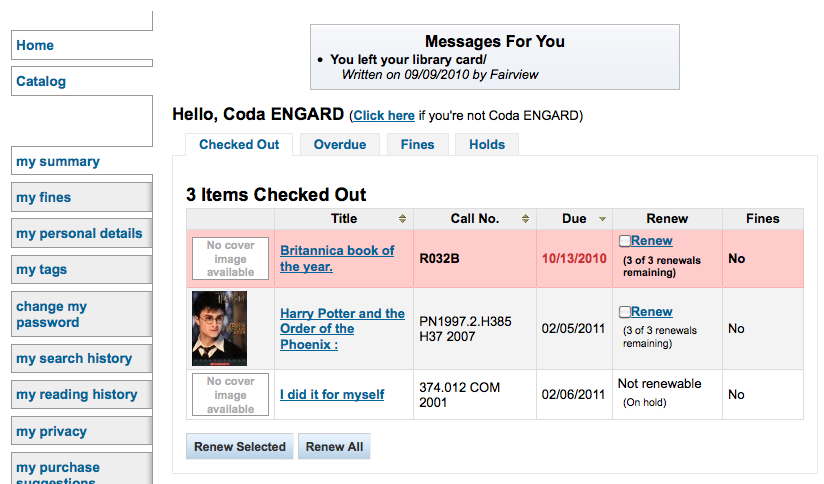 Messages For You
• You left your library card/
Written on 09/09/2010 by Fairview
Home
Catalog
my summary
my fines
my personal details
my tags
change my
password
my search history
my reading history
my privacy
my purchase
suggestions
Hello, Coda ENGARD (Click here if you're not Coda ENGARD)
Checked Out Overdue Fines Holds
3 Items Checked Out
Title Call No. Due Renew Fines
No cover
image
available
Britannica book of
the year.
R032B
10/13/2010
Renew
(3 of 3 renewals
remaining)
No
Harry Potter and the
Order of the
Phoenix :
PN1997.2.H385
H37 2007
02/05/2011
Renew
(3 of 3 renewals
remaining)
No
No cover
image
available
I did it for myself
374.012 COM
2001
02/06/2011
Not renewable
(On hold)
No
Renew Selected Renew All